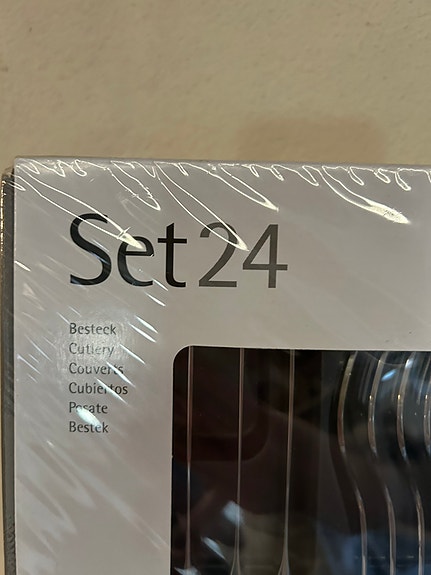 Set24
Besteck
Cutlery
Couverts
Cubiertos
Posate
Bestek